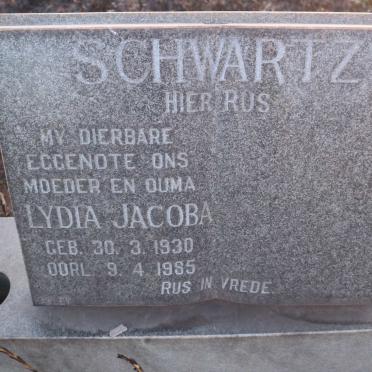 SCHWARTZ
HIER RUS
MY DIERBARE
EGGENOTE ONS
MOEDER EN OUMA
LYDIA JACOBA
GEB. 30. 3. 1930
OORL. 9. 4. 1985
RUS IN VREDE.